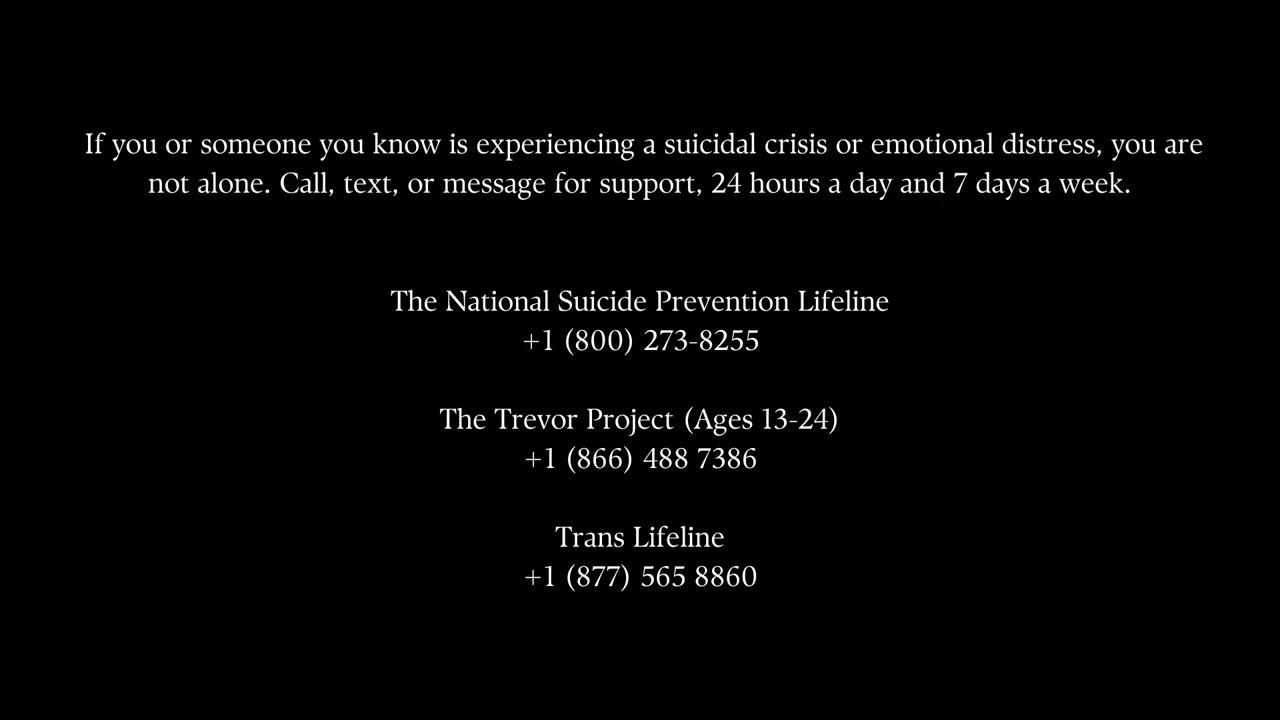 If you or someone you know is experiencing a suicidal crisis or emotional distress, you are
not alone. Call, text, or message for support, 24 hours a day and 7 days a week.
The National Suicide Prevention Lifeline
+1 (800) 273-8255
The Trevor Project (Ages 13-24)
+1 (866) 488 7386
Trans Lifeline
+1 (877) 565 8860